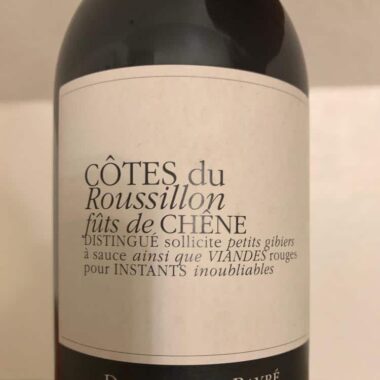 CÔTES du
Roussillon
fûts de CHÊNE
DISTINGUÉ sollicite petits gibiers
à sauce ainsi que VIANDES rouges
pour INSTANTS inoubliables